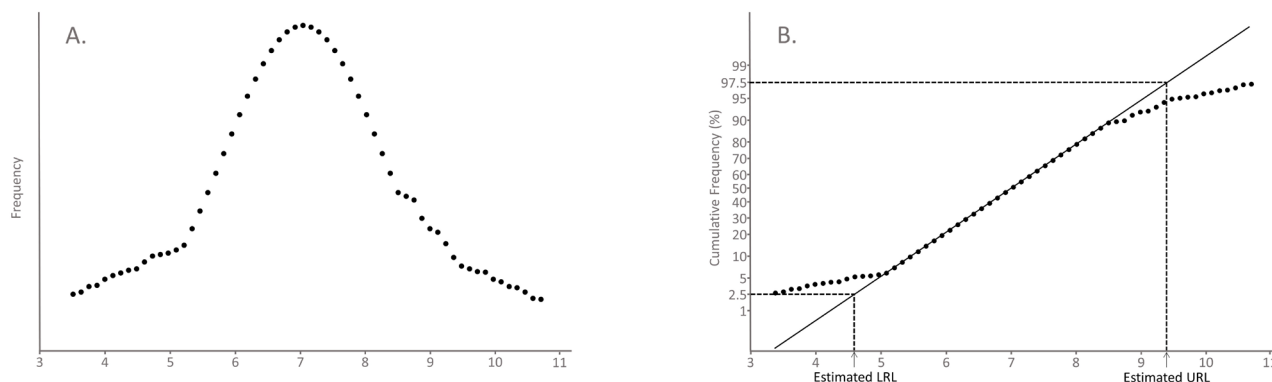 A.
Frequency
3 4 5 6 7 8 9 10 11
B.
Cumulative Frequency (%)
99
97.5
95
90
80
70
60
50
40
30
20
10
5
2.5
1
3 4 5 6 7 8 9 10 11
Estimated LRL Estimated URL